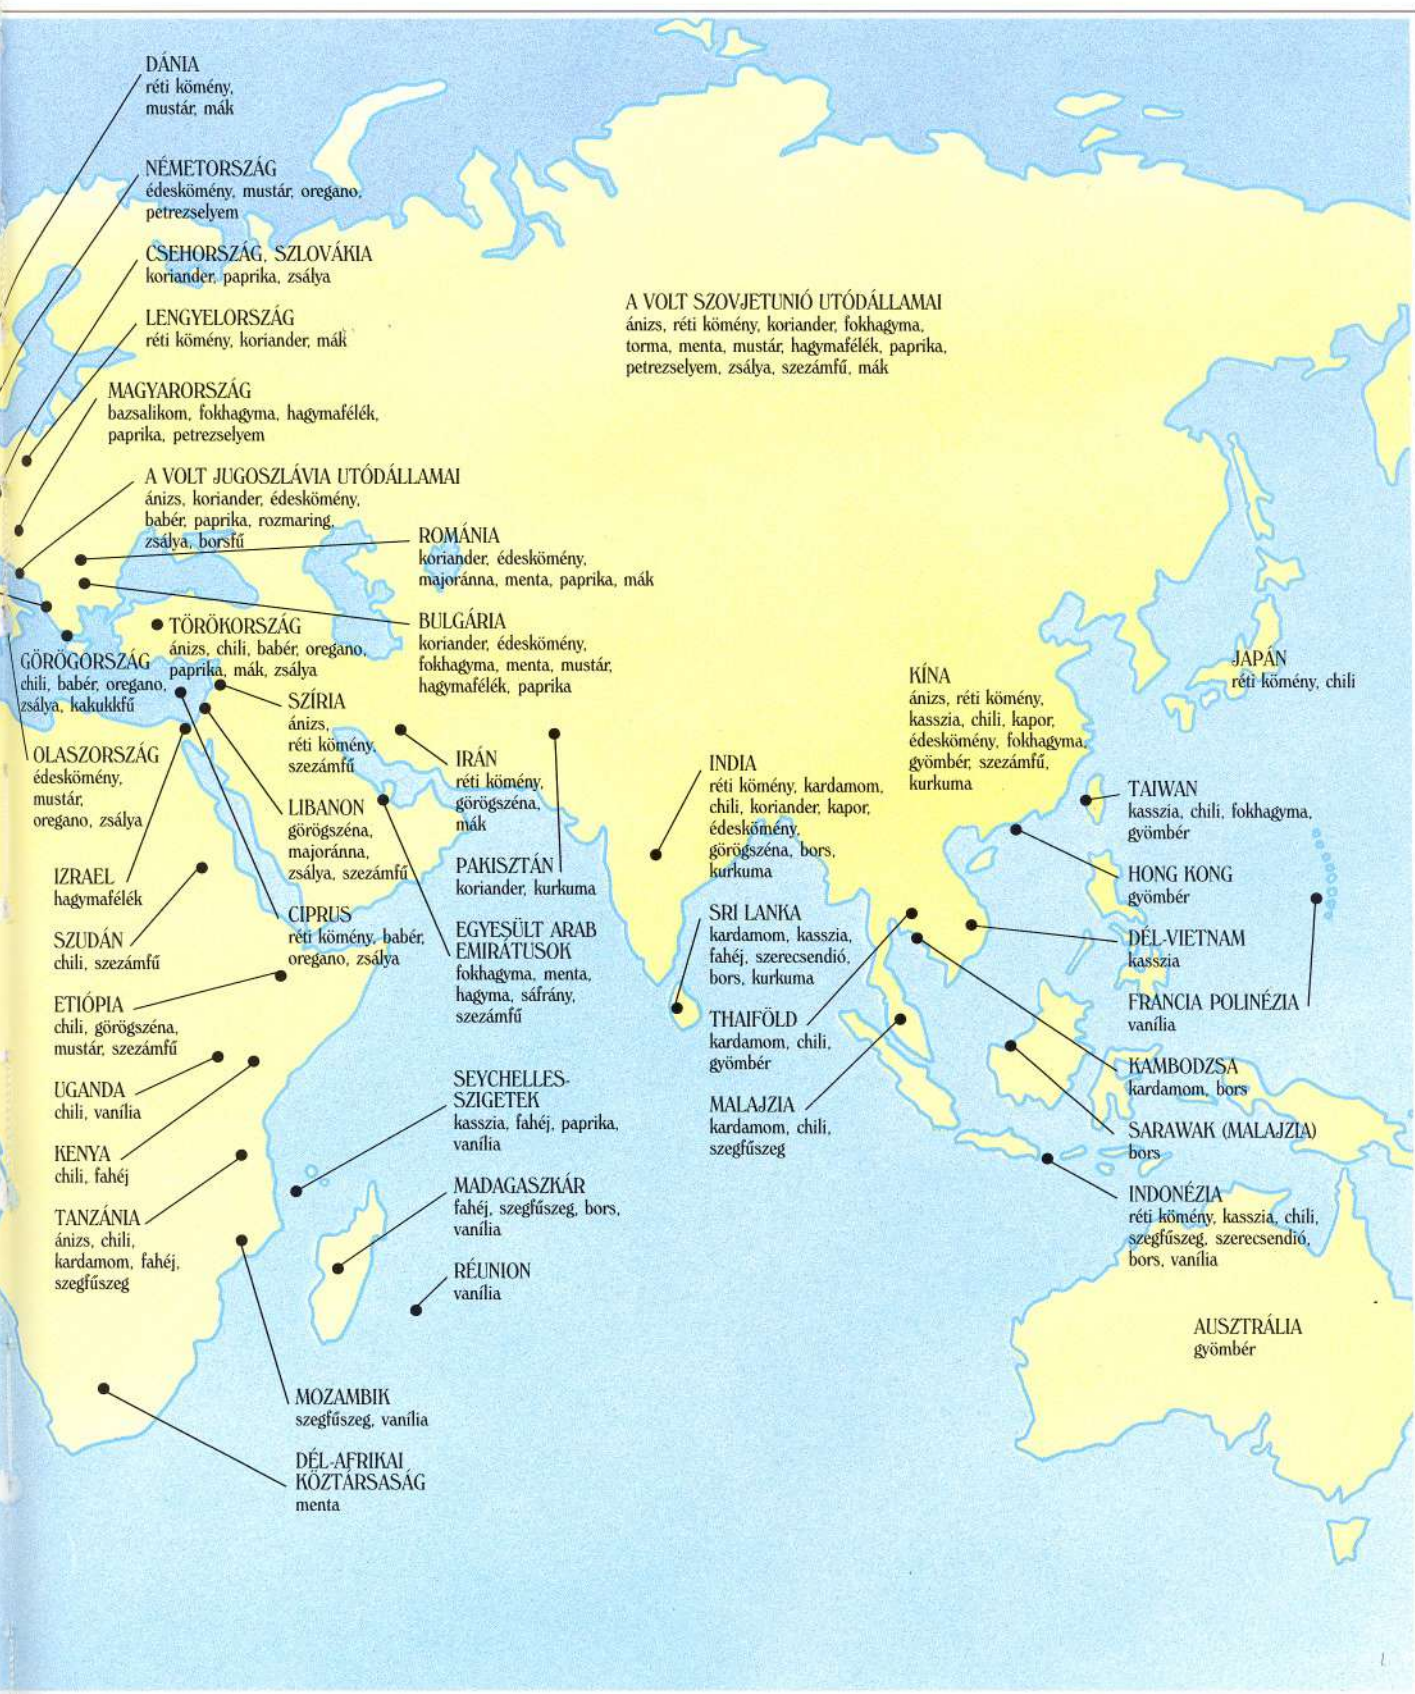 DÁNIA
réti kömény,
mustár, mák
NÉMETORSZÁG
édeskömény, mustár, oregano,
petrezselyem
CSEHORSZÁG, SZLOVÁKIA
koriander, paprika, zsálya
LENGYELORSZÁG
réti kömény, koriander, mák
MAGYARORSZÁG
bazsalikom, fokhagyma, hagymafélék,
paprika, petrezselyem
A VOLT JUGOSZLÁVIA UTÓDÁLLAMAI
ánizs, koriander, édeskömény,
babér, paprika, rozmaring,
zsálya, borsfű
ROMÁNIA
koriander, édeskömény,
majoránna, menta, paprika, mák
BULGÁRIA
koriander, édeskömény,
fokhagyma, menta, mustár,
hagymafélék, paprika
TÖRÖKORSZÁG
ánizs, chili, babér, oregano,
paprika, mák, zsálya
GÖRÖGORSZÁG
chili, babér, oregano,
zsálya, kakukkfű
OLASZORSZÁG
édeskömény,
mustár,
oregano, zsálya
SZÍRIA
ánizs,
réti kömény,
szezámfű
LIBANON
görögszéna,
majoránna,
zsálya, szezámfű
CIPRUS
réti kömény, babér,
oregano, zsálya
IZRAEL
hagymafélék
SZUDÁN
chili, szezámfű
ETIÓPIA
chili, görögszéna,
mustár, szezámfű
UGANDA
chili, vanília
KENYA
chili, fahéj
TANZÁNIA
ánizs, chili,
kardamom, fahéj,
szegfűszeg
MOZAMBIK
szegfűszeg, vanília
DÉL-AFRIKAI
KÖZTÁRSASÁG
menta
IRÁN
réti kömény,
görögszéna,
mák
PAKISZTÁN
koriander, kurkuma
EGYESÜLT ARAB
EMIRÁTUSOK
fokhagyma, menta,
hagyma, sáfrány,
szezámfű
SEYCHELLES-
SZIGETEK
kasszia, fahéj, paprika,
vanília
MADAGASZKÁR
fahéj, szegfűszeg, bors,
vanília
RÉUNION
vanília
A VOLT SZOVJETUNIÓ UTÓDÁLLAMAI
ánizs, réti kömény, koriander, fokhagyma,
torma, menta, mustár, hagymafélék, paprika,
petrezselyem, zsálya, szezámfű, mák
INDIA
réti kömény, kardamom,
chili, koriander, kapor,
édeskömény,
görögszéna, bors,
kurkuma
SRI LANKA
kardamom, kasszia,
fahéj, szerecsendió,
bors, kurkuma
THAIFÖLD
kardamom, chili,
gyömbér
MALAJZIA
kardamom, chili,
szegfűszeg
KÍNA
ánizs, réti kömény,
kasszia, chili, kapor,
édeskömény, fokhagyma,
gyömbér, szezámfű,
kurkuma
JAPÁN
réti kömény, chili
TAIWAN
kasszia, chili, fokhagyma,
gyömbér
HONG KONG
gyömbér
DÉL-VIETNAM
kasszia
FRANCIA POLINÉZIA
vanília
KAMBODZSA
kardamom, bors
SARAWAK (MALAJZIA)
bors
INDONÉZIA
réti kömény, kasszia, chili,
szegfűszeg, szerecsendió,
bors, vanília
AUSZTRÁLIA
gyömbér